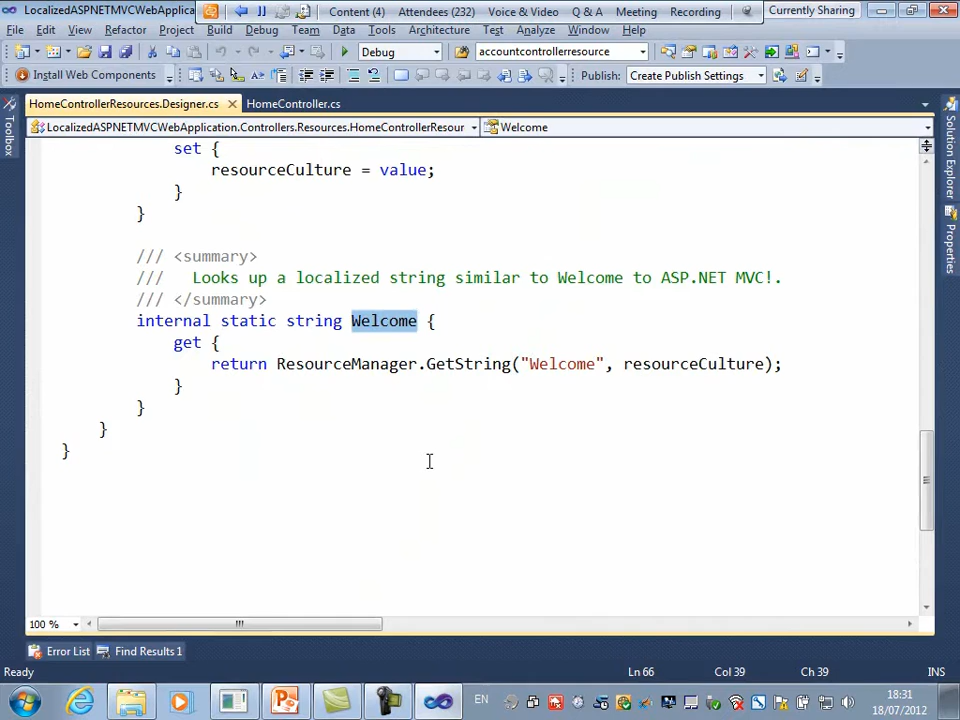 LocalizedASPNETMVCWebApplica
Content (4)
Attendees (232)
Voice & Video
Q & A
Meeting
Recording
Currently Sharing
File Edit View Refactor Project Build Debug Team Data Tools Architecture Test Analyze Window Help
Debug
accountcontrollerresource
Install Web Components
Publish: Create Publish Settings
HomeControllerResources.Designer.cs
HomeController.cs
LocalizedASPNETMVCWebApplication.Controllers.Resources.HomeControllerResour
Welcome
Toolbox
Solution Explorer
Properties
set {
resourceCulture = value;
}
}
/// <summary>
/// Looks up a localized string similar to Welcome to ASP.NET MVC!.
/// </summary>
internal static string Welcome {
get {
return ResourceManager.GetString("Welcome", resourceCulture);
}
}
}
}
100 %
Error List
Find Results 1
Ready
Ln 66
Col 39
Ch 39
INS
EN
18:31
18/07/2012